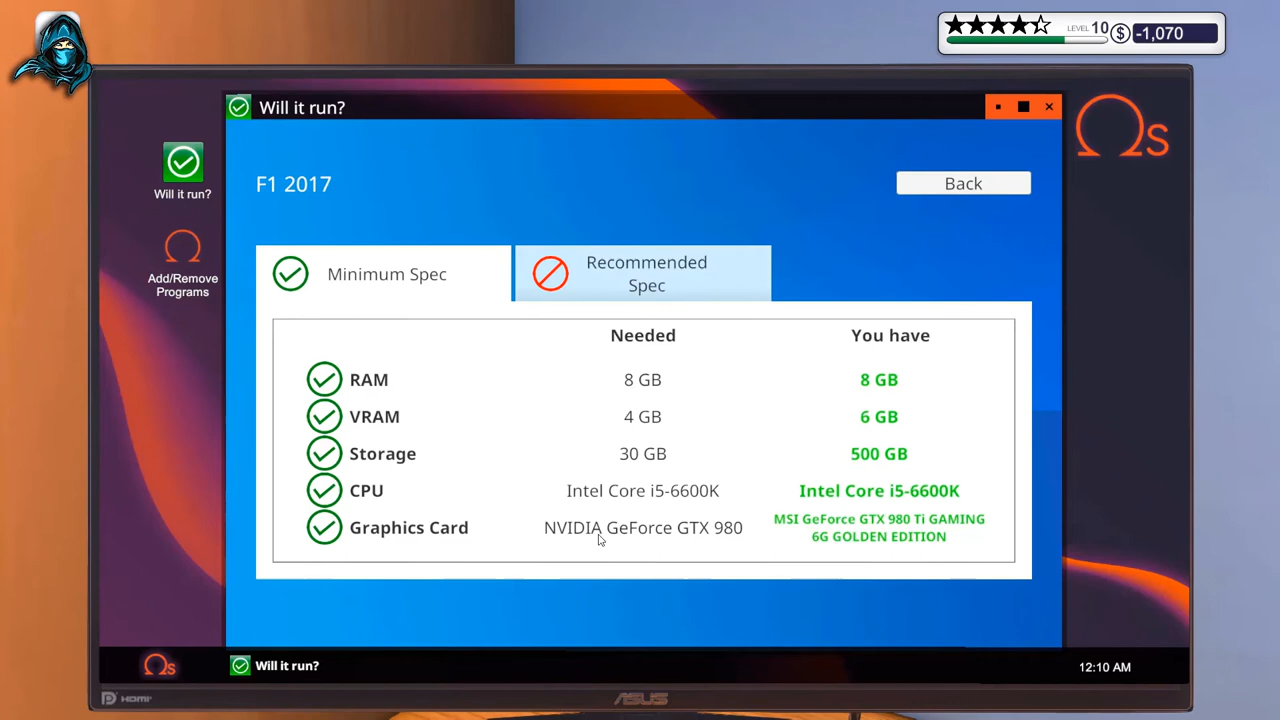 LEVEL 10
$ -1,070
Will it run?
Ωs
Will it run?
F1 2017
Back
Add/Remove
Programs
Minimum Spec
Recommended
Spec
Needed
You have
RAM
8 GB
8 GB
VRAM
4 GB
6 GB
Storage
30 GB
500 GB
CPU
Intel Core i5-6600K
Intel Core i5-6600K
Graphics Card
NVIDIA GeForce GTX 980
MSI GeForce GTX 980 Ti GAMING
6G GOLDEN EDITION
Ωs
Will it run?
12:10 AM
HDMI
ASUS